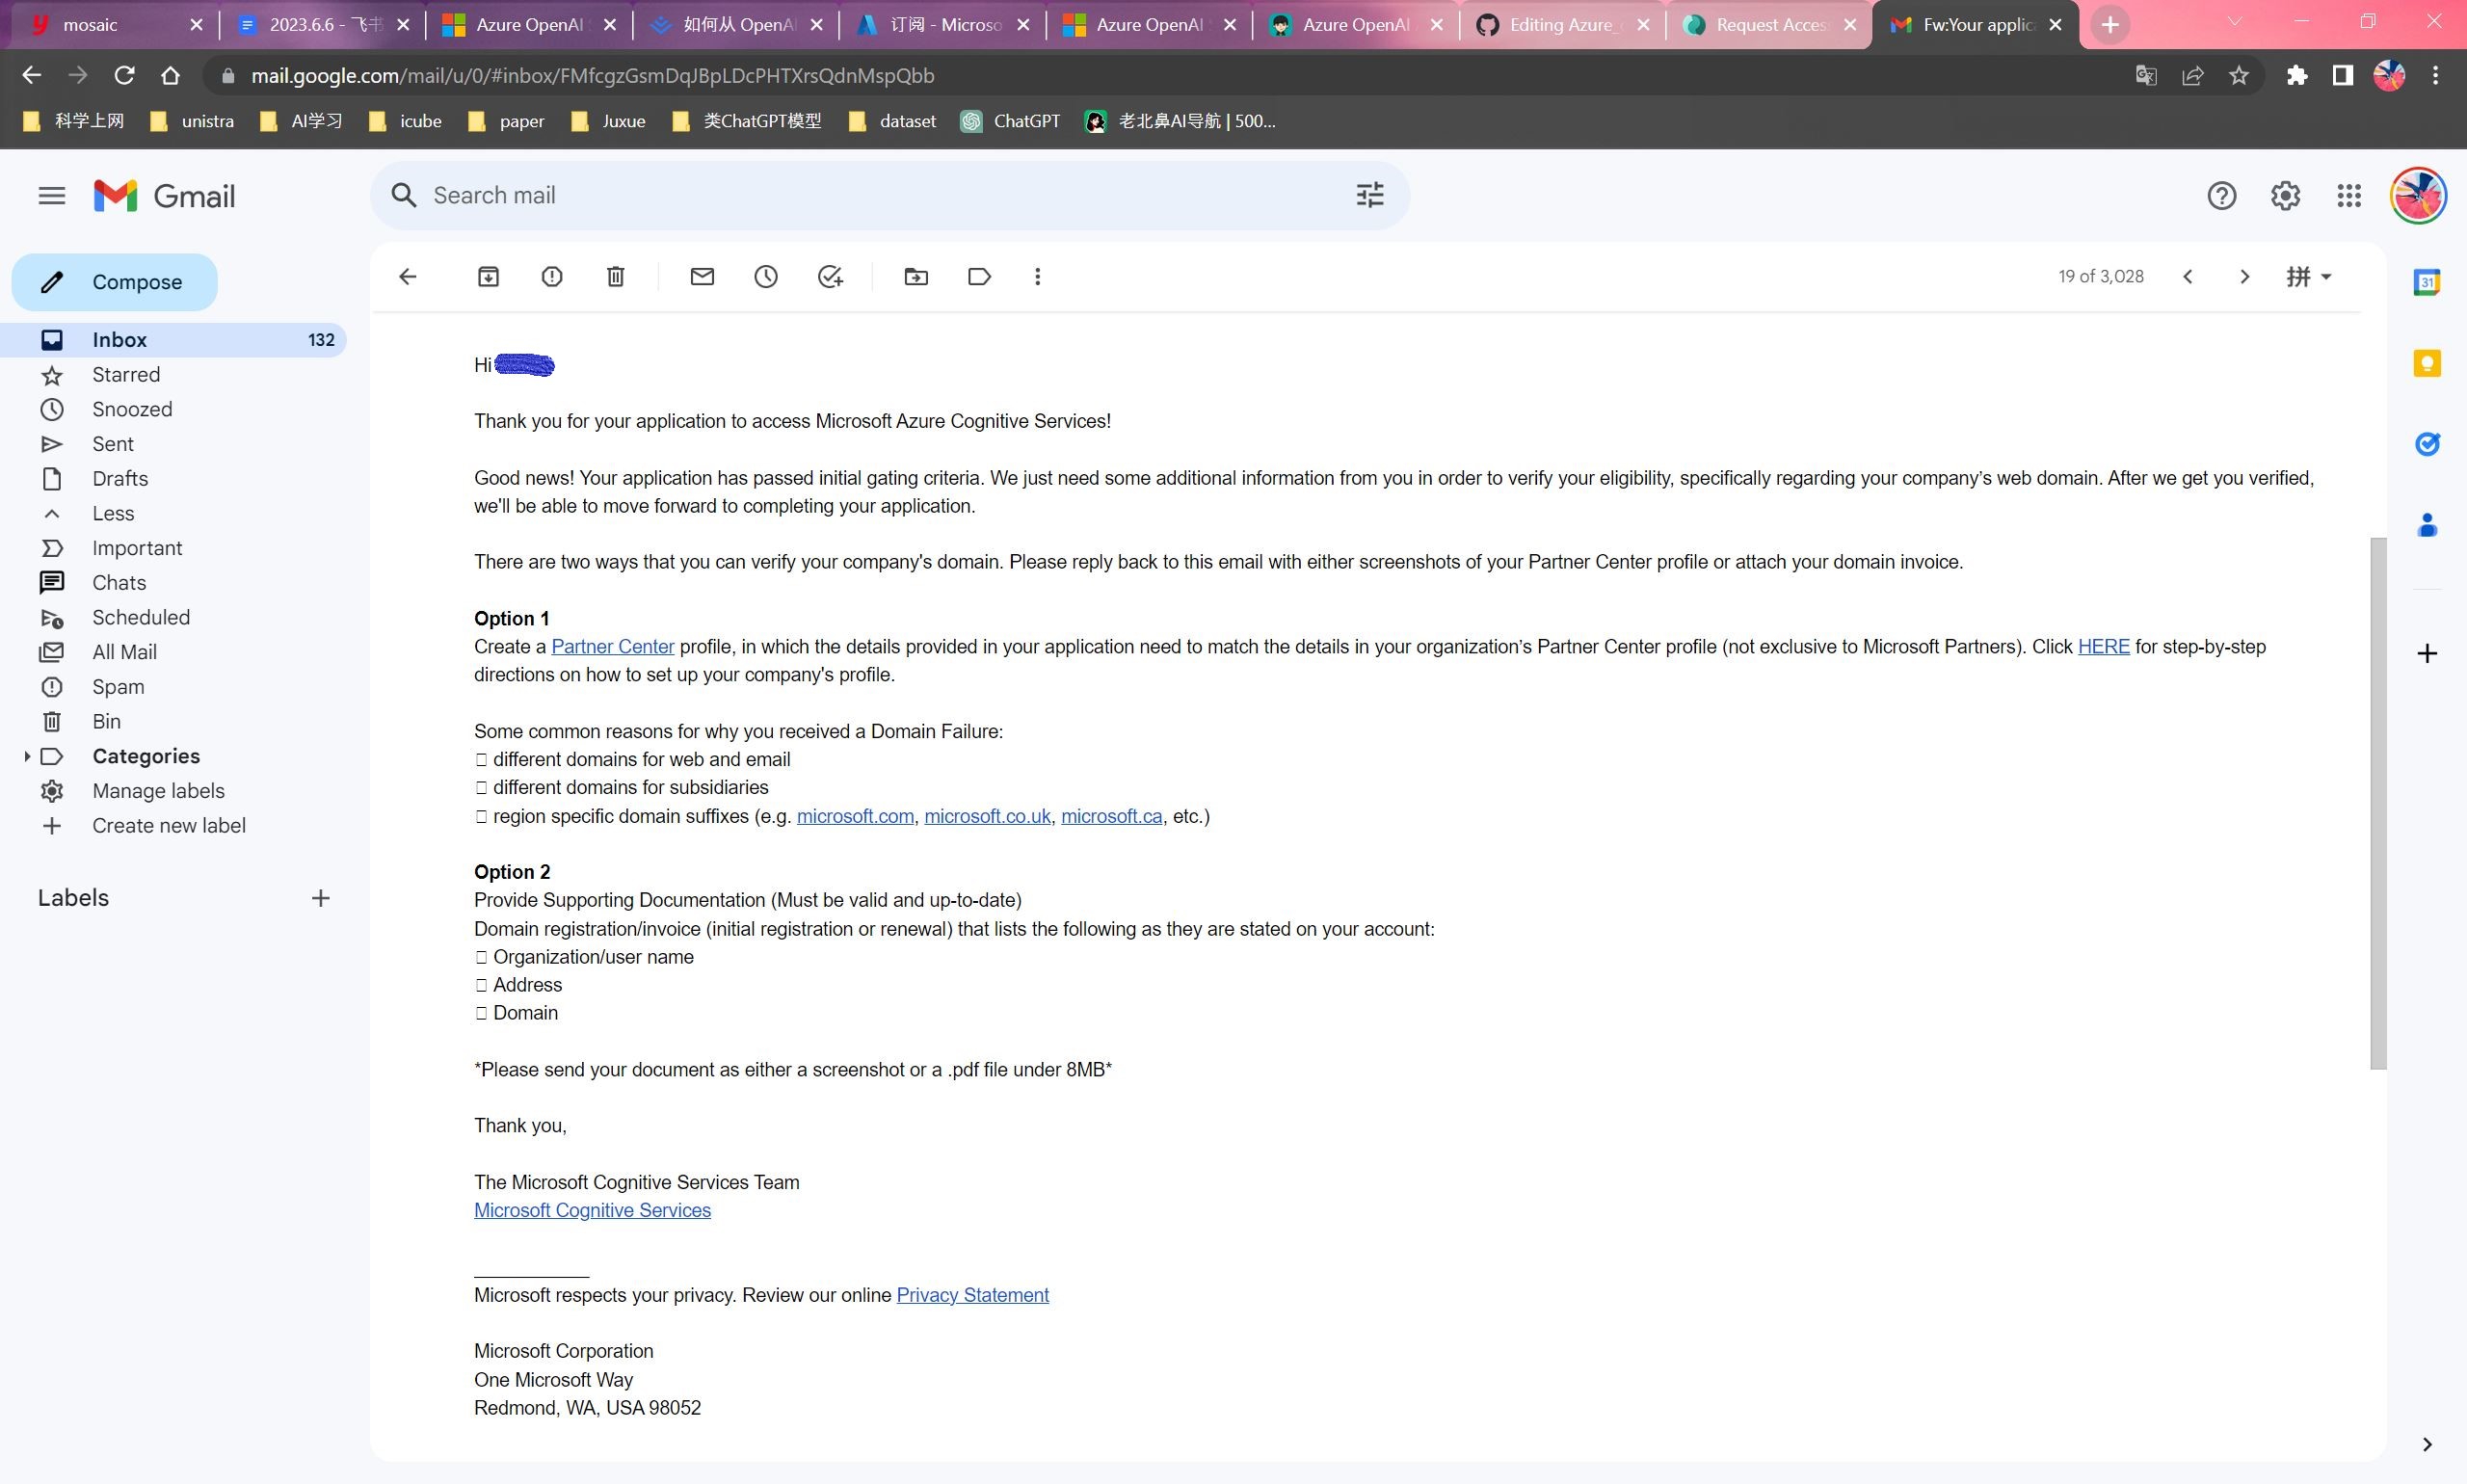 mosaic
2023.6.6 - 飞书
Azure OpenAI
如何从 OpenAI
订阅 - Microso
Azure OpenAI
Azure OpenAI
Editing Azure_
Request Acces
Fw:Your applic
mail.google.com/mail/u/0/#inbox/FMfcgzGsmDqJBpLDcPHTXrsQdnMspQbb
科学上网
unistra
AI学习
icube
paper
Juxue
类ChatGPT模型
dataset
ChatGPT
老北鼻AI导航 | 500...
Gmail
Search mail
Compose
19 of 3,028
拼
31
Inbox 132
Starred
Snoozed
Sent
Drafts
Less
Important
Chats
Scheduled
All Mail
Spam
Bin
Categories
Manage labels
Create new label
Labels
Hi
Thank you for your application to access Microsoft Azure Cognitive Services!
Good news! Your application has passed initial gating criteria. We just need some additional information from you in order to verify your eligibility, specifically regarding your company’s web domain. After we get you verified,
we'll be able to move forward to completing your application.
There are two ways that you can verify your company's domain. Please reply back to this email with either screenshots of your Partner Center profile or attach your domain invoice.
Option 1
Create a Partner Center profile, in which the details provided in your application need to match the details in your organization’s Partner Center profile (not exclusive to Microsoft Partners). Click HERE for step-by-step
directions on how to set up your company's profile.
Some common reasons for why you received a Domain Failure:
different domains for web and email
different domains for subsidiaries
region specific domain suffixes (e.g. microsoft.com, microsoft.co.uk, microsoft.ca, etc.)
Option 2
Provide Supporting Documentation (Must be valid and up-to-date)
Domain registration/invoice (initial registration or renewal) that lists the following as they are stated on your account:
Organization/user name
Address
Domain
*Please send your document as either a screenshot or a .pdf file under 8MB*
Thank you,
The Microsoft Cognitive Services Team
Microsoft Cognitive Services
Microsoft respects your privacy. Review our online Privacy Statement
Microsoft Corporation
One Microsoft Way
Redmond, WA, USA 98052